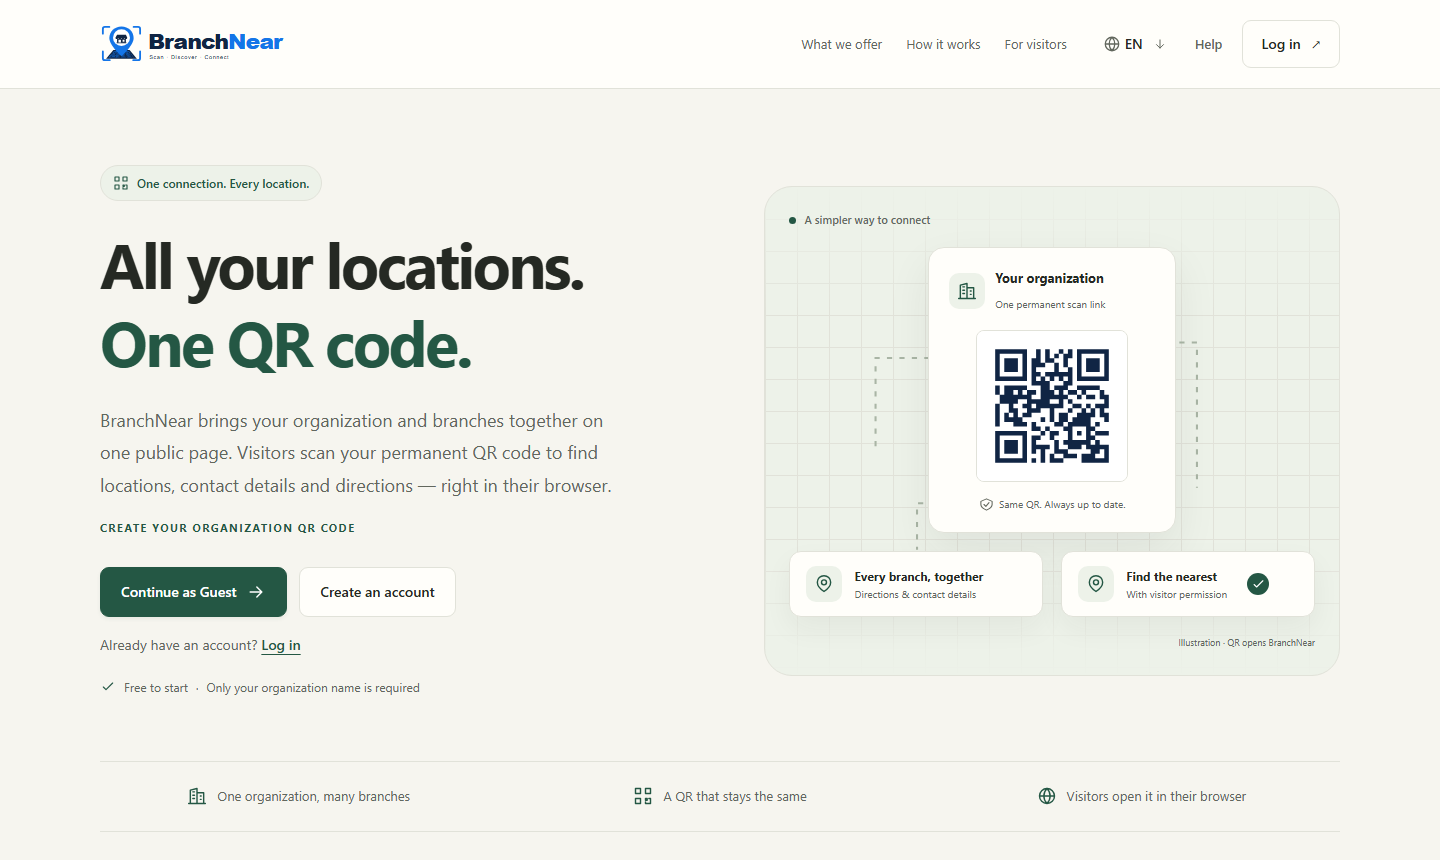 BranchNear
Scan · Discover · Connect
What we offer
How it works
For visitors
EN
Help
Log in
One connection. Every location.
All your locations.
One QR code.
BranchNear brings your organization and branches together on
one public page. Visitors scan your permanent QR code to find
locations, contact details and directions — right in their browser.
CREATE YOUR ORGANIZATION QR CODE
Continue as Guest
Create an account
Already have an account? Log in
Free to start · Only your organization name is required
A simpler way to connect
Your organization
One permanent scan link
Same QR. Always up to date.
Every branch, together
Directions & contact details
Find the nearest
With visitor permission
Illustration · QR opens BranchNear
One organization, many branches
A QR that stays the same
Visitors open it in their browser